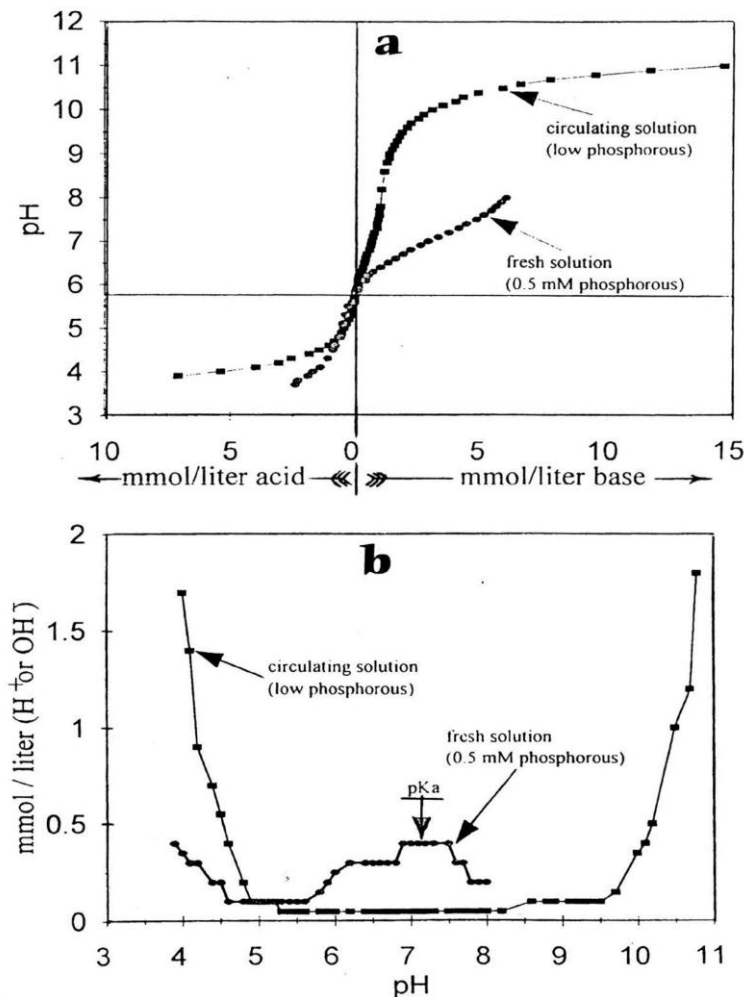 a
12
11
10
9
8
7
6
5
4
3
pH
circulating solution
(low phosphorous)
fresh solution
(0.5 mM phosphorous)
10
5
0
5
10
15
mmol/liter acid
mmol/liter base
b
2
1.5
1
0.5
0
mmol / liter (H+ or OH-)
circulating solution
(low phosphorous)
fresh solution
(0.5 mM phosphorous)
pKa
3
4
5
6
7
8
9
10
11
pH